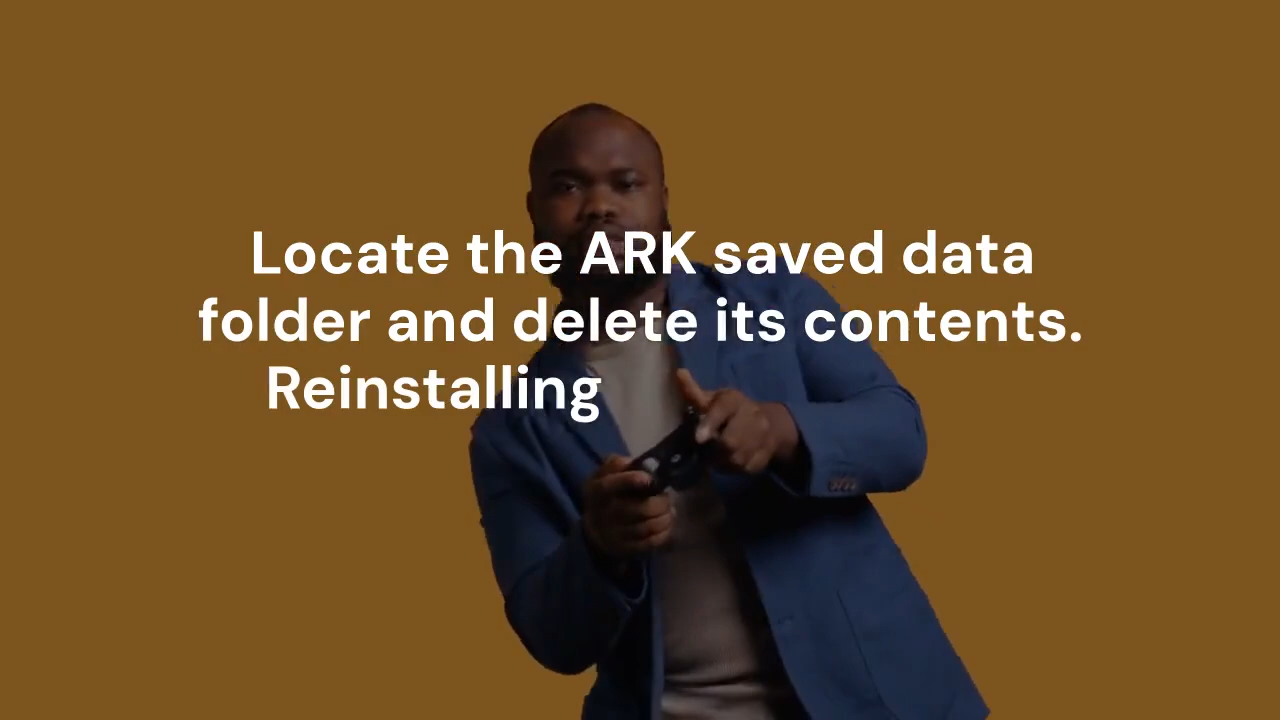 Locate the ARK saved data
folder and delete its contents.
Reinstalling